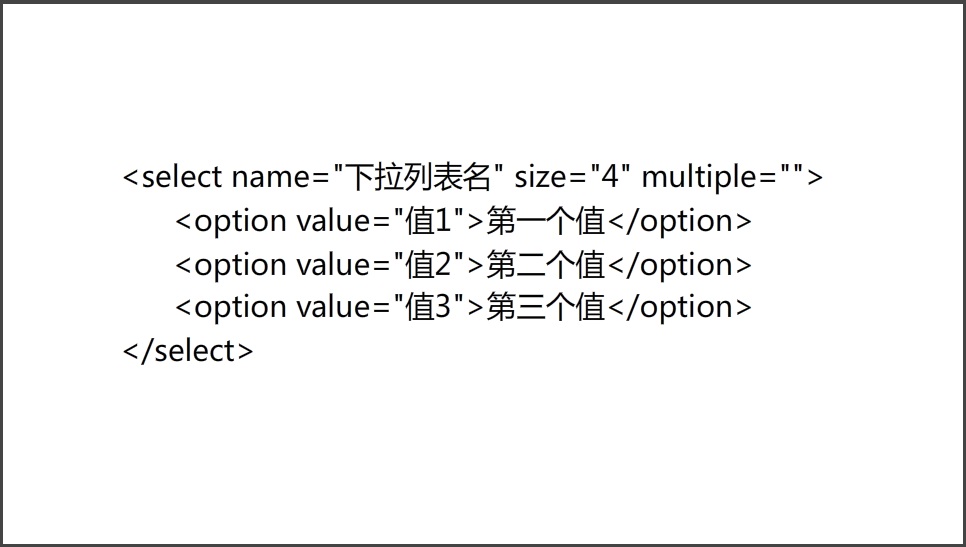 <select name="下拉列表名" size="4" multiple="">
<option value="值1">第一个值</option>
<option value="值2">第二个值</option>
<option value="值3">第三个值</option>
</select>